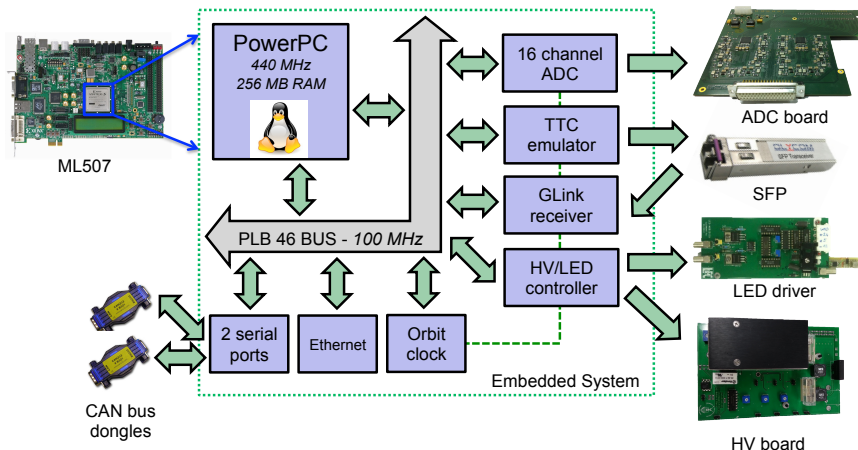 PowerPC
440 MHz
256 MB RAM
ML507
16 channel
ADC
ADC board
TTC
emulator
SFP Transceiver
SFP
GLink
receiver
PLB 46 BUS - 100 MHz
HV/LED
controller
LED driver
2 serial
ports
Ethernet
Orbit
clock
Embedded System
CAN bus
dongles
HV board